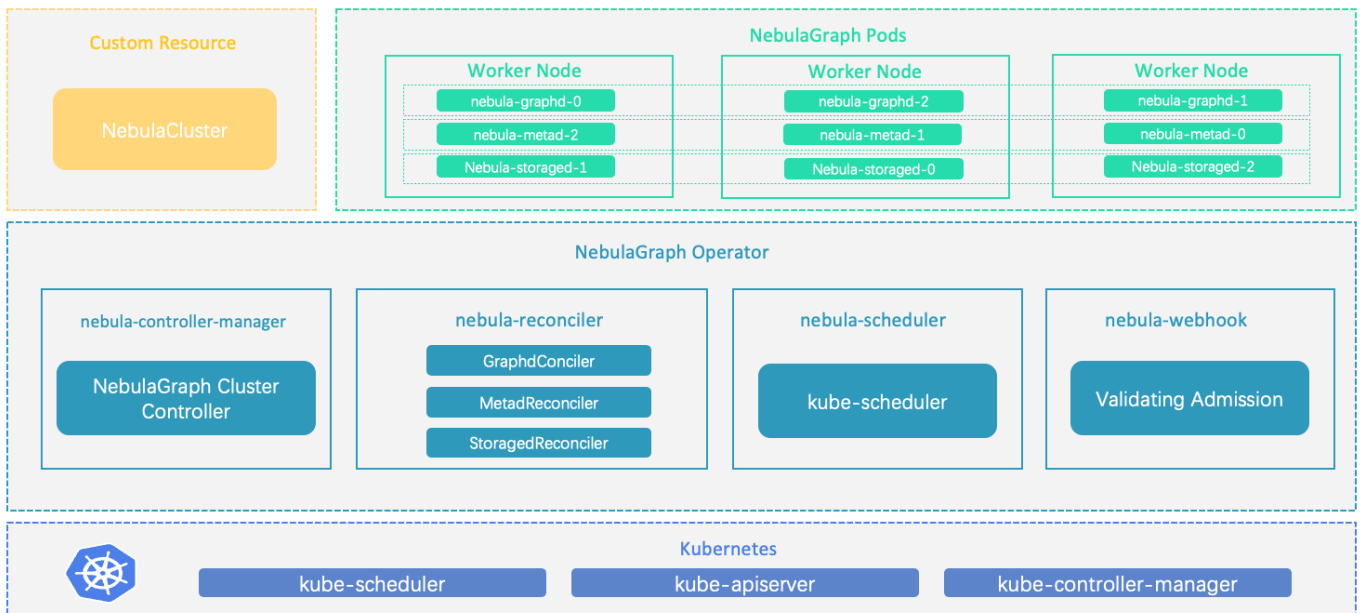 Custom Resource
NebulaCluster
NebulaGraph Pods
Worker Node
nebula-graphd-0
nebula-metad-2
Nebula-storaged-1
Worker Node
nebula-graphd-2
nebula-metad-1
Nebula-storaged-0
Worker Node
nebula-graphd-1
nebula-metad-0
Nebula-storaged-2
NebulaGraph Operator
nebula-controller-manager
NebulaGraph Cluster
Controller
nebula-reconciler
GraphdConciler
MetadReconciler
StoragedReconciler
nebula-scheduler
kube-scheduler
nebula-webhook
Validating Admission
Kubernetes
kube-scheduler
kube-apiserver
kube-controller-manager